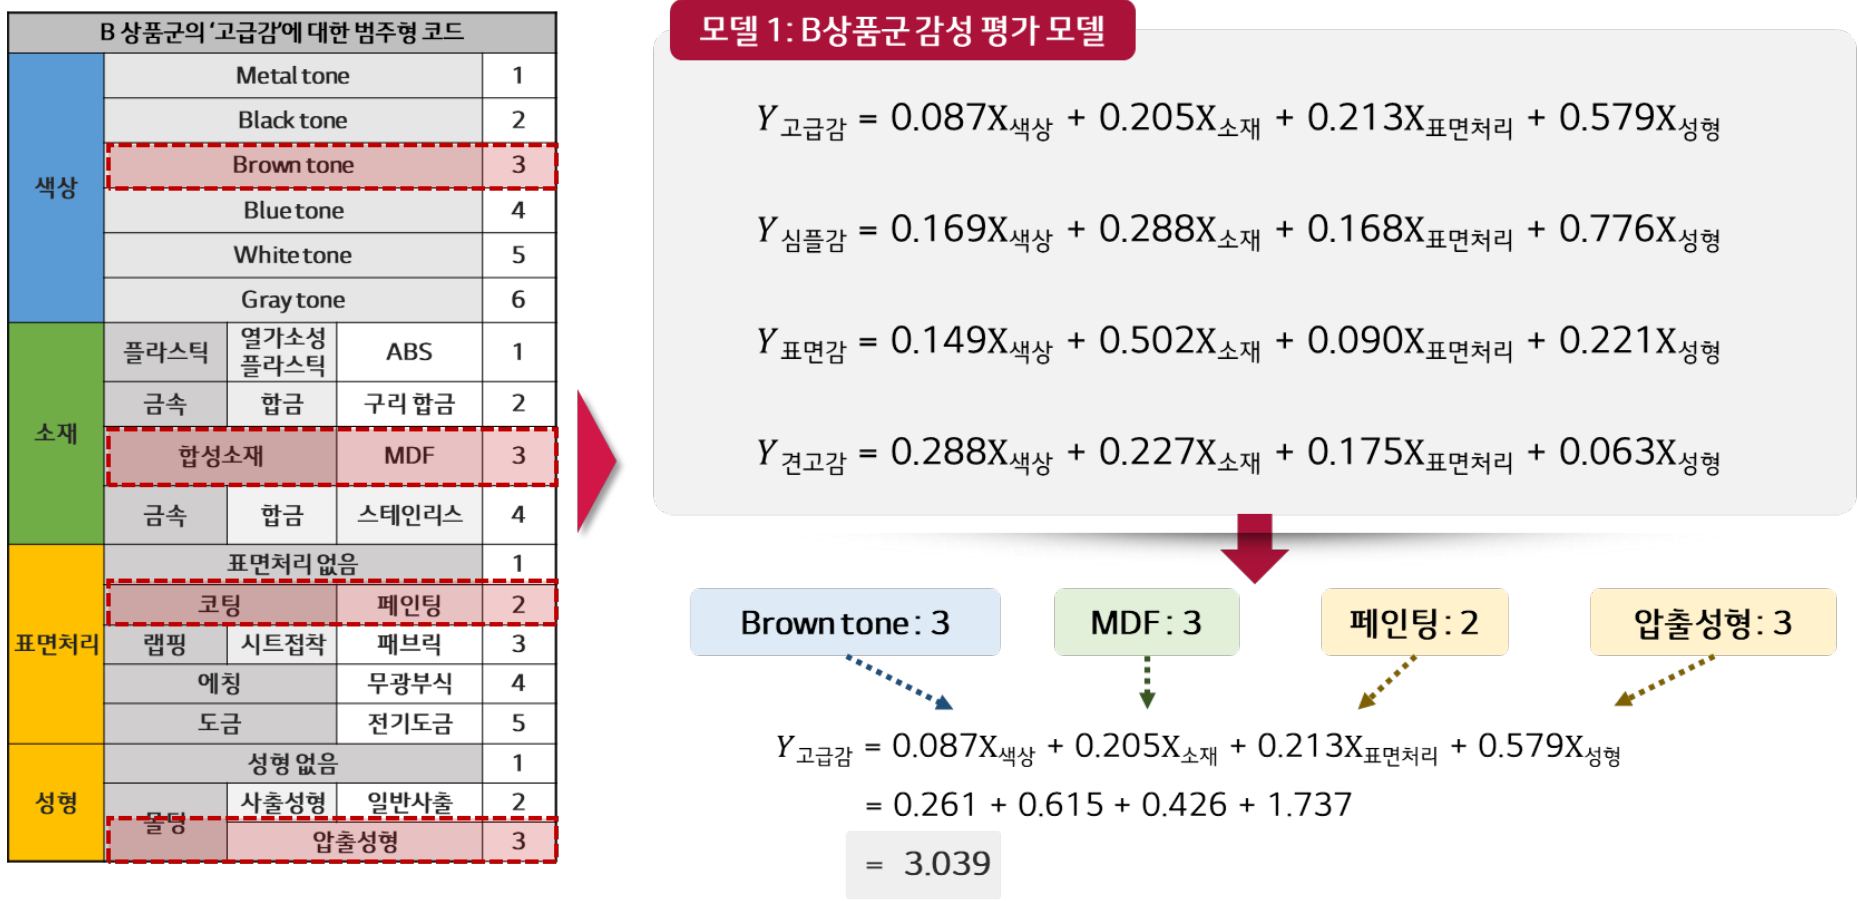 B 상품군의 '고급감'에 대한 범주형 코드
색상
Metal tone 1
Black tone 2
Brown tone 3
Blue tone 4
White tone 5
Gray tone 6
소재
플라스틱 열가소성 플라스틱 ABS 1
금속 합금 구리 합금 2
합성소재 MDF 3
금속 합금 스테인리스 4
표면처리
표면처리 없음 1
코팅 페인팅 2
랩핑 시트접착 패브릭 3
에칭 무광부식 4
도금 전기도금 5
성형
성형 없음 1
몰딩 사출성형 일반사출 2
압출성형 3
모델 1: B상품군 감성 평가 모델
Y고급감 = 0.087X색상 + 0.205X소재 + 0.213X표면처리 + 0.579X성형
Y심플감 = 0.169X색상 + 0.288X소재 + 0.168X표면처리 + 0.776X성형
Y표면감 = 0.149X색상 + 0.502X소재 + 0.090X표면처리 + 0.221X성형
Y견고감 = 0.288X색상 + 0.227X소재 + 0.175X표면처리 + 0.063X성형
Brown tone : 3
MDF : 3
페인팅 : 2
압출성형 : 3
Y고급감 = 0.087X색상 + 0.205X소재 + 0.213X표면처리 + 0.579X성형
= 0.261 + 0.615 + 0.426 + 1.737
= 3.039